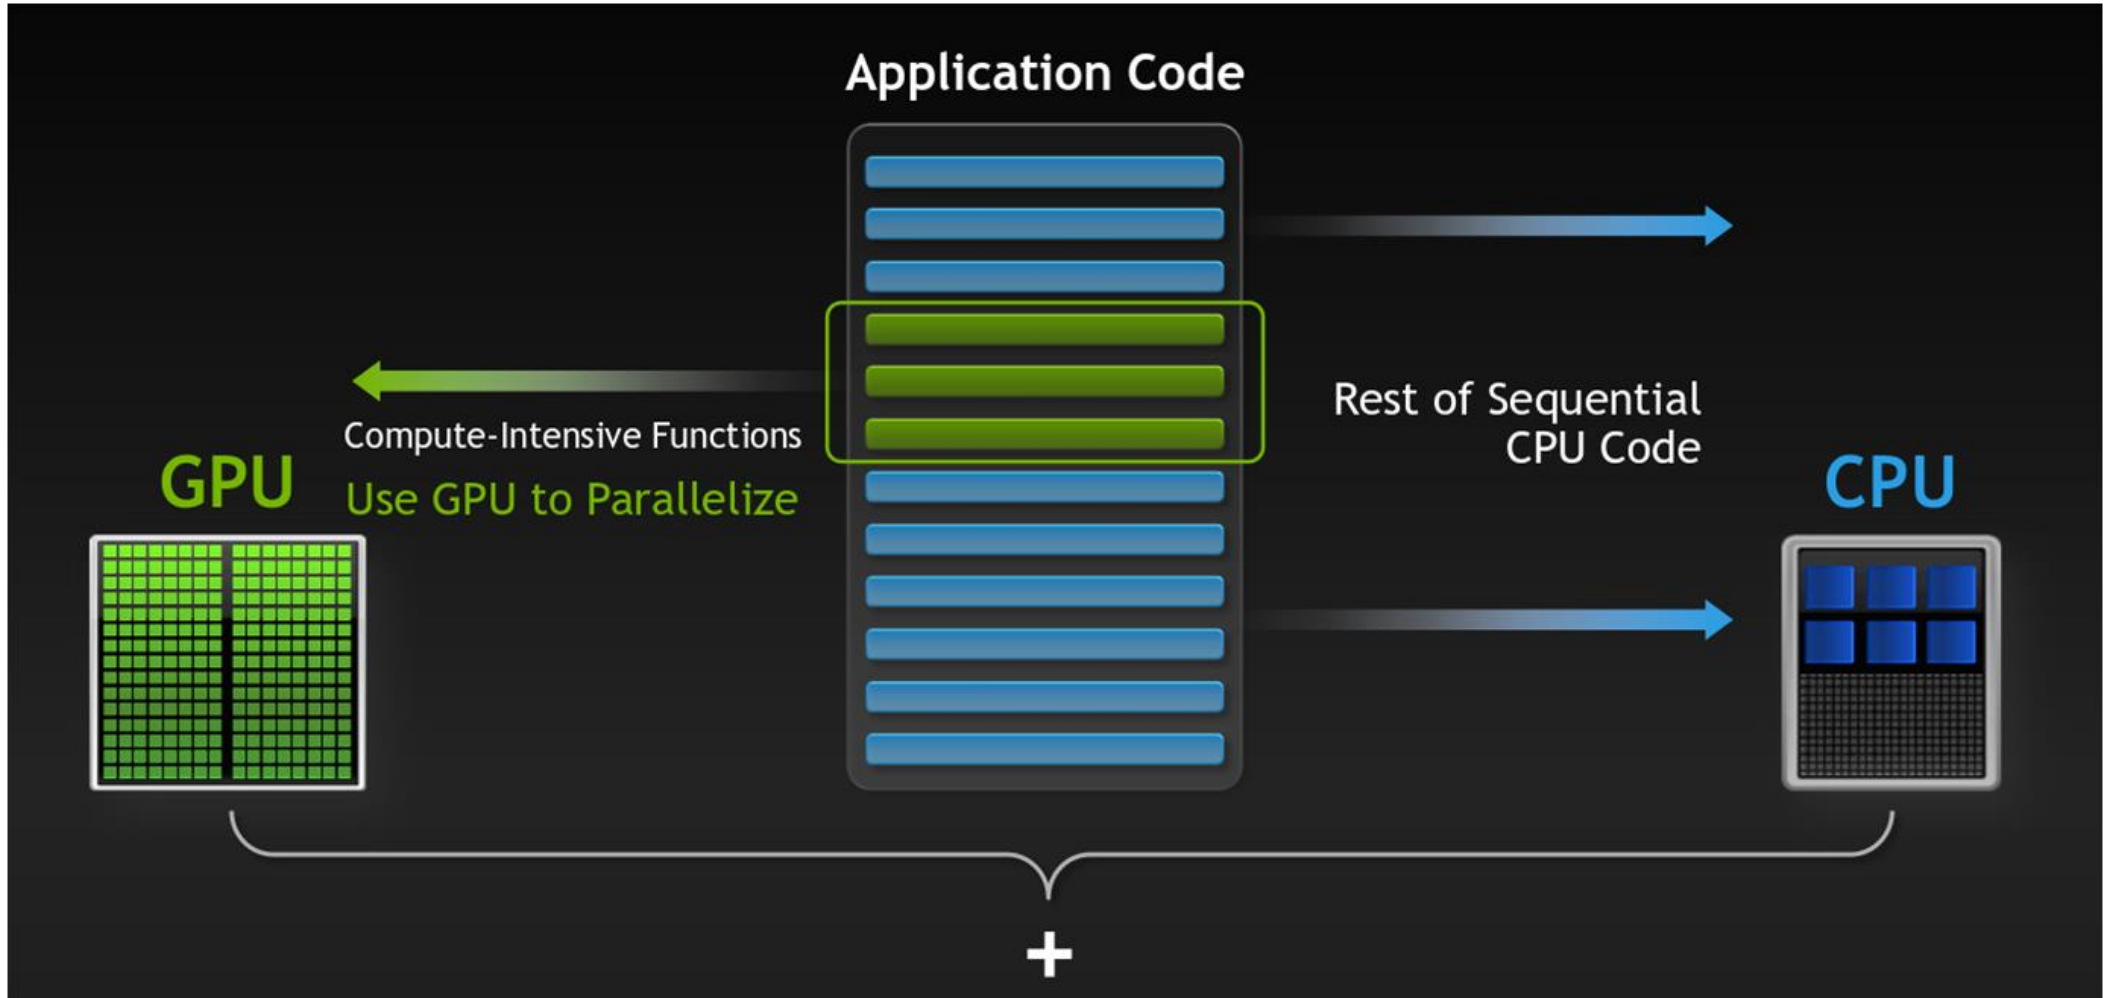 Application Code
Compute-Intensive Functions
Use GPU to Parallelize
GPU
Rest of Sequential
CPU Code
CPU
+